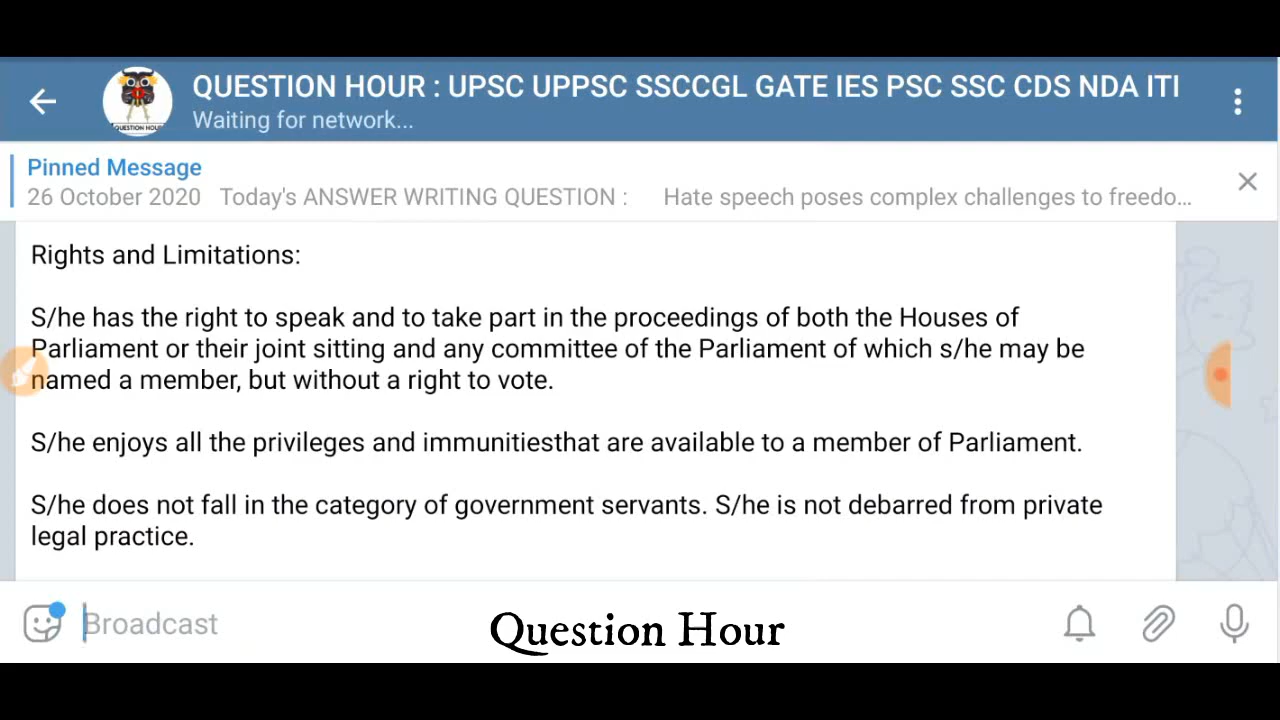 QUESTION HOUR : UPSC UPPSC SSCCGL GATE IES PSC SSC CDS NDA ITI
Waiting for network...
QUESTION HOUR
Pinned Message
26 October 2020 Today's ANSWER WRITING QUESTION : Hate speech poses complex challenges to freedo...
Rights and Limitations:
S/he has the right to speak and to take part in the proceedings of both the Houses of
Parliament or their joint sitting and any committee of the Parliament of which s/he may be
named a member, but without a right to vote.
S/he enjoys all the privileges and immunitiesthat are available to a member of Parliament.
S/he does not fall in the category of government servants. S/he is not debarred from private
legal practice.
Broadcast
Question Hour